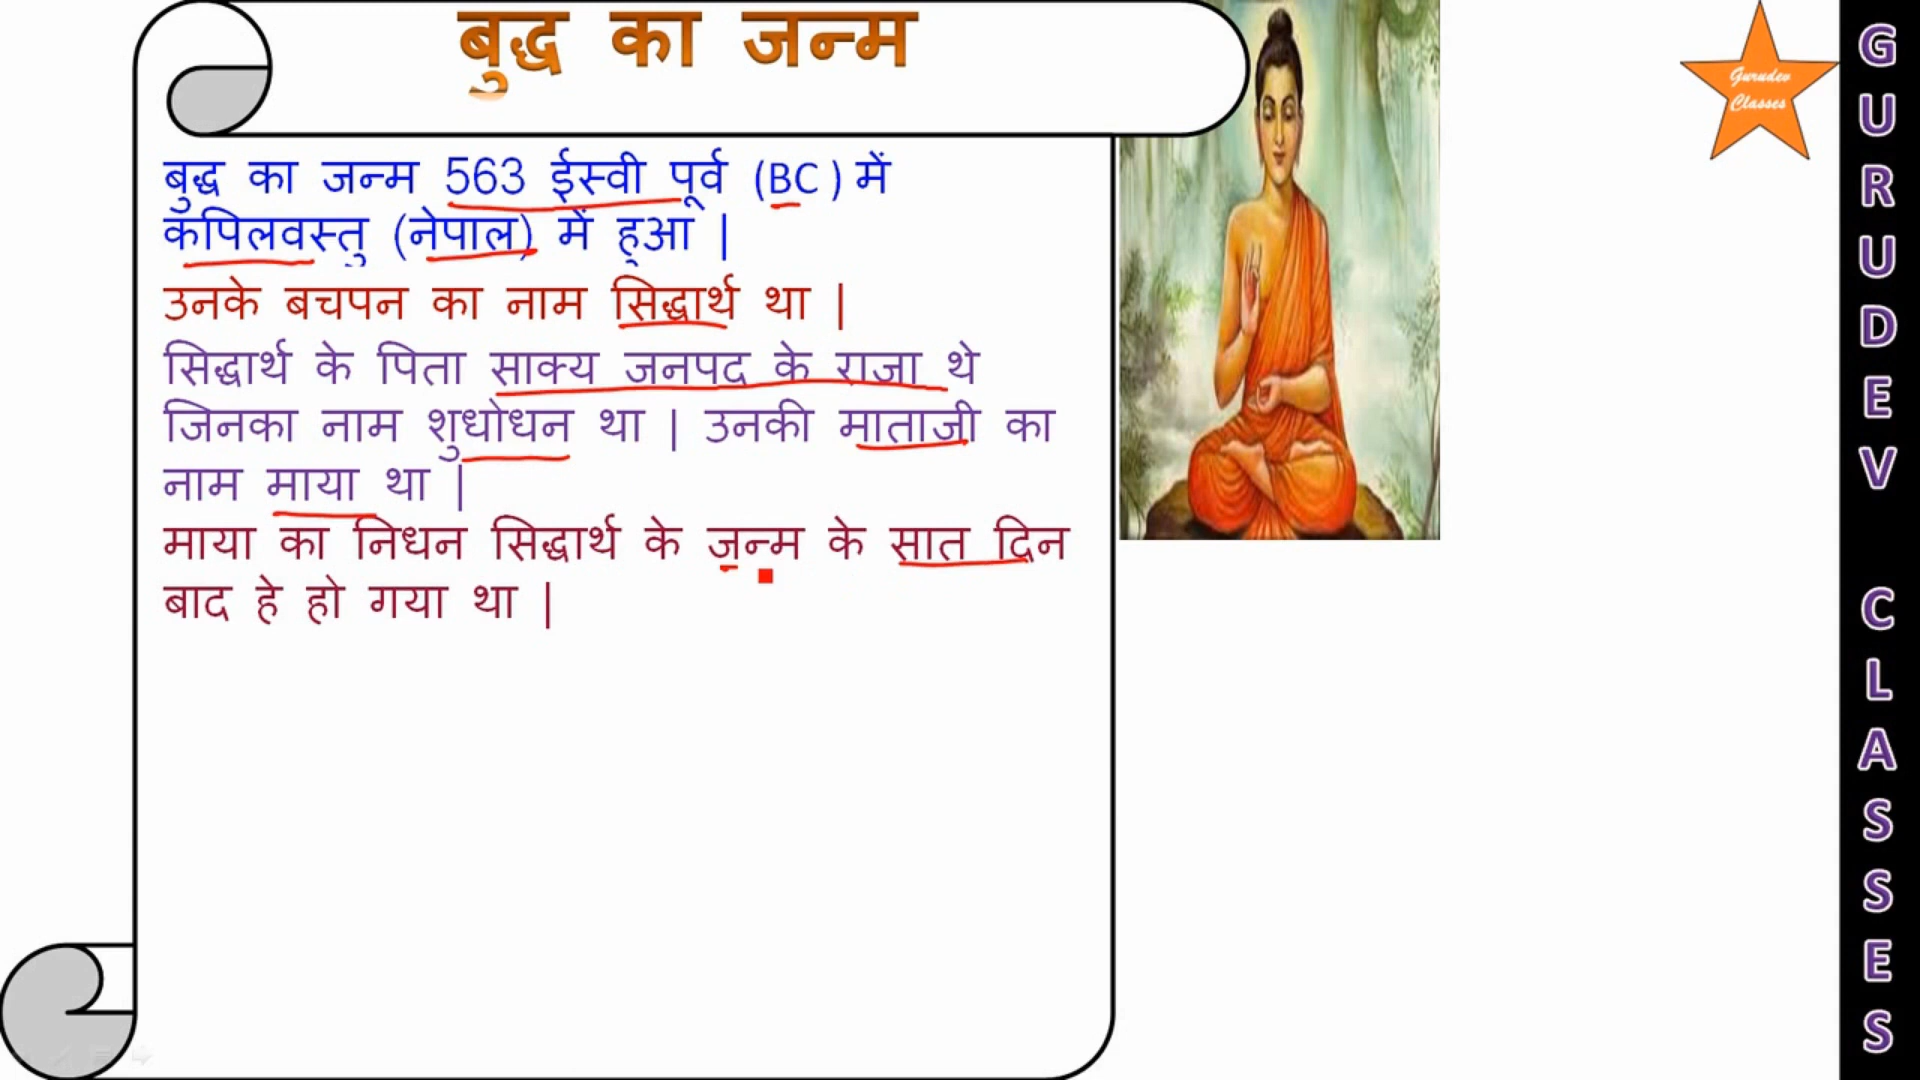 बुद्ध का जन्म
बुद्ध का जन्म 563 ईस्वी पूर्व (BC ) में
कपिलवस्तु (नेपाल) में हुआ |
उनके बचपन का नाम सिद्धार्थ था |
सिद्धार्थ के पिता साक्य जनपद के राजा थे
जिनका नाम शुधोधन था | उनकी माताजी का
नाम माया था |
माया का निधन सिद्धार्थ के जन्म के सात दिन
बाद हे हो गया था |
Gurudev
Classes
GURUDEV CLASSES